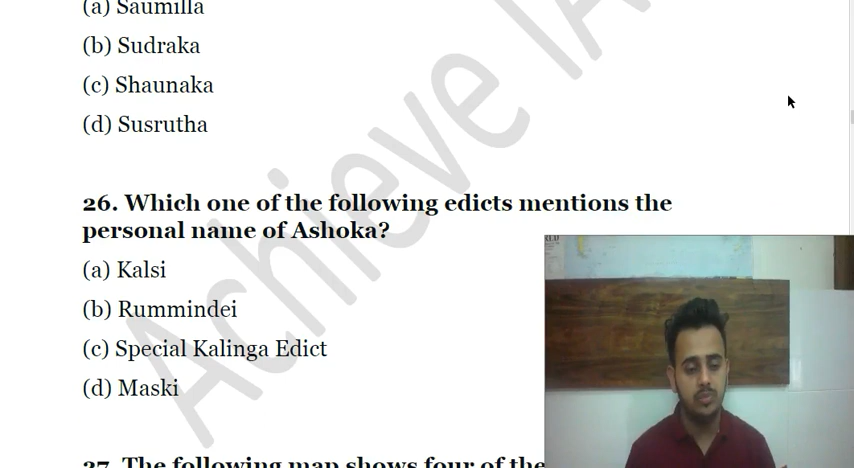 (a) Saumilla
(b) Sudraka
(c) Shaunaka
(d) Susrutha
26. Which one of the following edicts mentions the
personal name of Ashoka?
(a) Kalsi
(b) Rummindei
(c) Special Kalinga Edict
(d) Maski
27. The following map shows four of the
Achieve IA